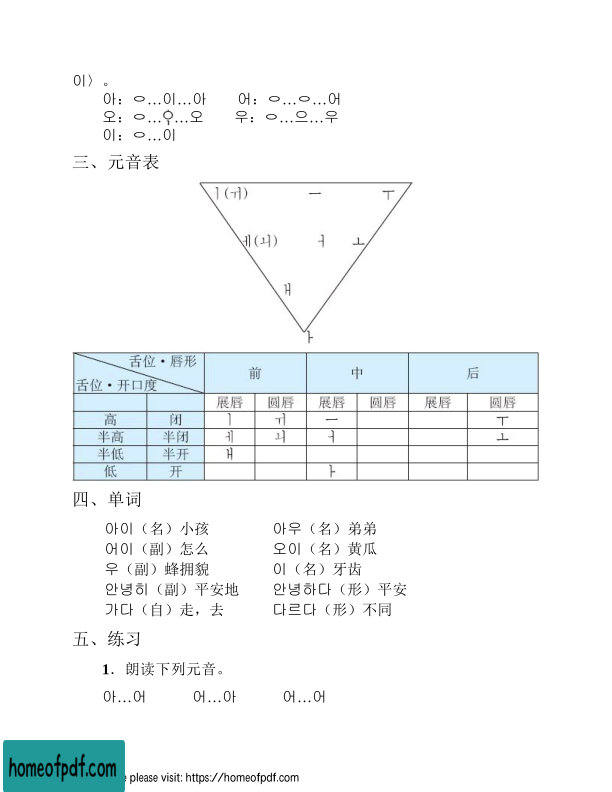 이〉。
아：ㅇ…이…아 어：ㅇ…ㅇ…어
오：ㅇ…오 우：ㅇ…으…우
이：ㅇ…이
三、元音表
ㅣ(ㅟ) ㅡ ㅜ
ㅔ(ㅚ) ㅓ ㅗ
ㅐ
ㅏ
舌位·唇形 前 中 后
舌位·开口度
展唇 圆唇 展唇 圆唇 展唇 圆唇
高 闭 ㅣ ㅟ ㅡ ㅜ
半高 半闭 ㅔ ㅚ ㅓ ㅗ
半低 半开 ㅐ
低 开 ㅏ
四、单词
아이（名）小孩 아우（名）弟弟
어이（副）怎么 오이（名）黄瓜
우（副）蜂拥貌 이（名）牙齿
안녕히（副）平安地 안녕하다（形）平安
가다（自）走，去 다르다（形）不同
五、练习
1．朗读下列元音。
아…어 어…아 어…어
homeofpdf.com
e please visit: https://homeofpdf.com